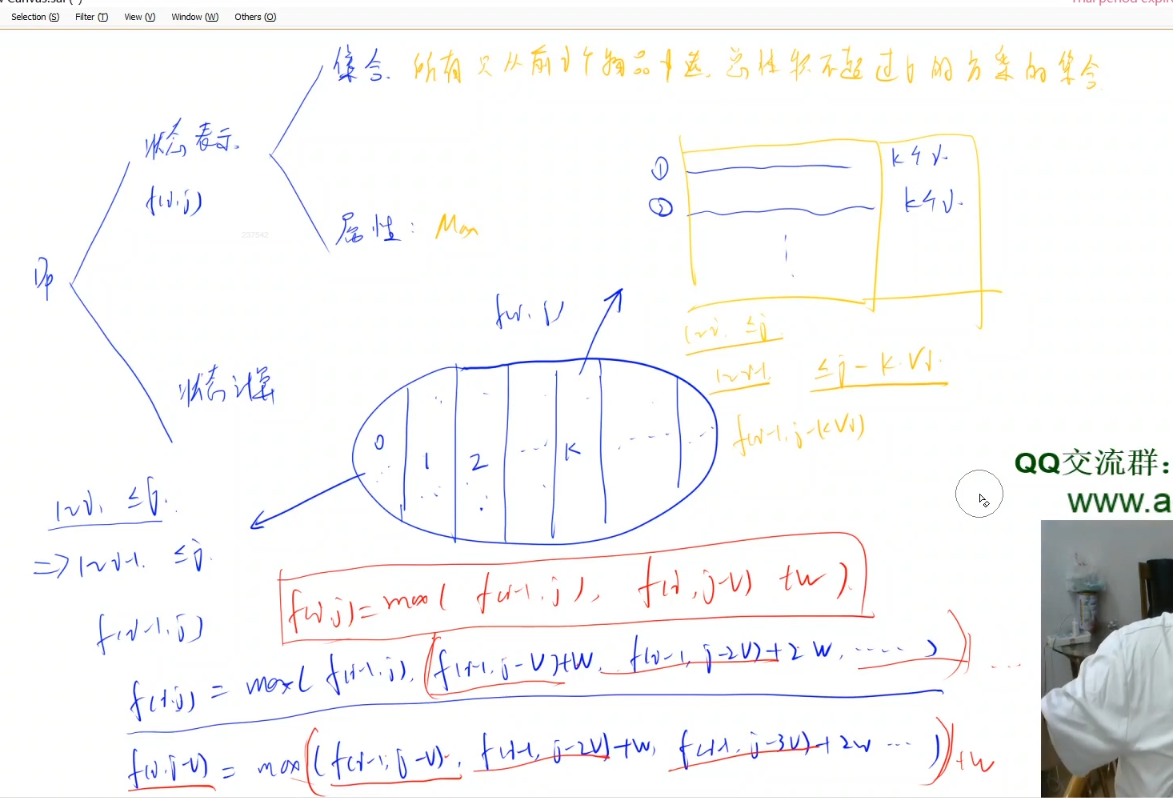 Selection (S) Filter (T) View (V) Window (W) Others (O)
集合. 所有只从前i个物品中选, 总体积不超过j的方案的集合
状态表示.
f(i,j)
属性: Max
① k个i.
② k个i.
Dp
f(i,j)
1~i ≤j
1~i-1 ≤j-k·Vi
f(i-1, j-kVi)
状态计算
0 1 2 ... k ...
QQ交流群:
www.a
1~i, ≤j.
=> 1~i-1. ≤j.
f(i-1,j)
f(i,j)=max( f(i-1,j), f(i,j-V) +W ).
f(i,j) = max( f(i-1,j), f(i-1,j-V)+W, f(i-1,j-2V)+2W, ..... )
f(i,j-V) = max( f(i-1,j-V), f(i-1,j-2V)+W, f(i-1,j-3V)+2W ... ) +W